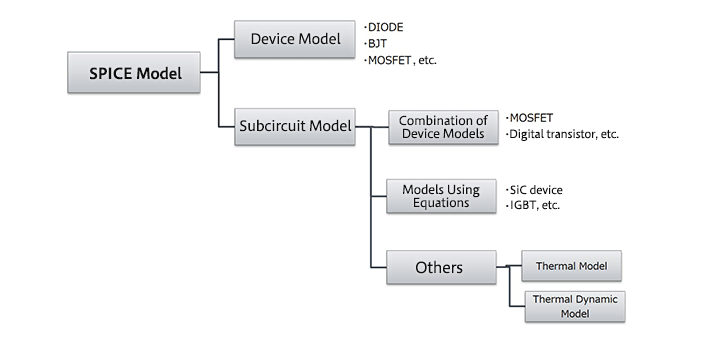 SPICE Model
Device Model
・DIODE
・BJT
・MOSFET, etc.
Subcircuit Model
Combination of
Device Models
・MOSFET
・Digital transistor, etc.
Models Using
Equations
・SiC device
・IGBT, etc.
Others
Thermal Model
Thermal Dynamic
Model